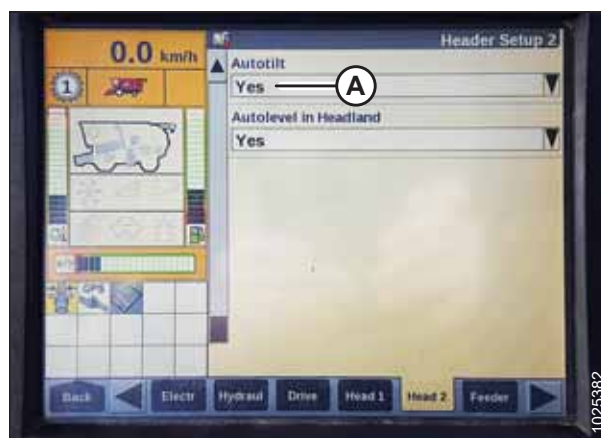 0.0 km/h
Header Setup 2
1
Autotilt
Yes
A
Autolevel in Headland
Yes
Back
Electr
Hydraul
Drive
Head 1
Head 2
Feeder
1025382